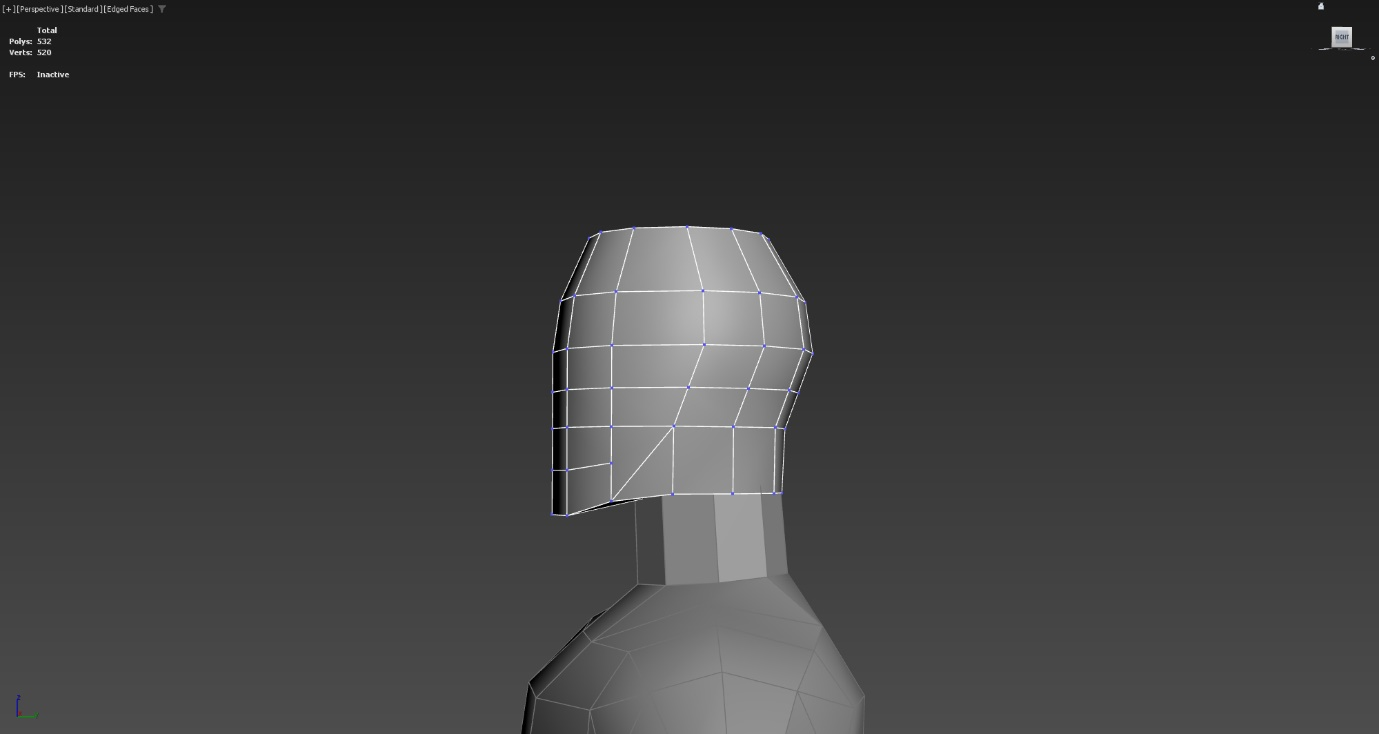 [+][Perspective][Standard][Edged Faces]
Total
Polys: 532
Verts: 520
FPS: Inactive
Z